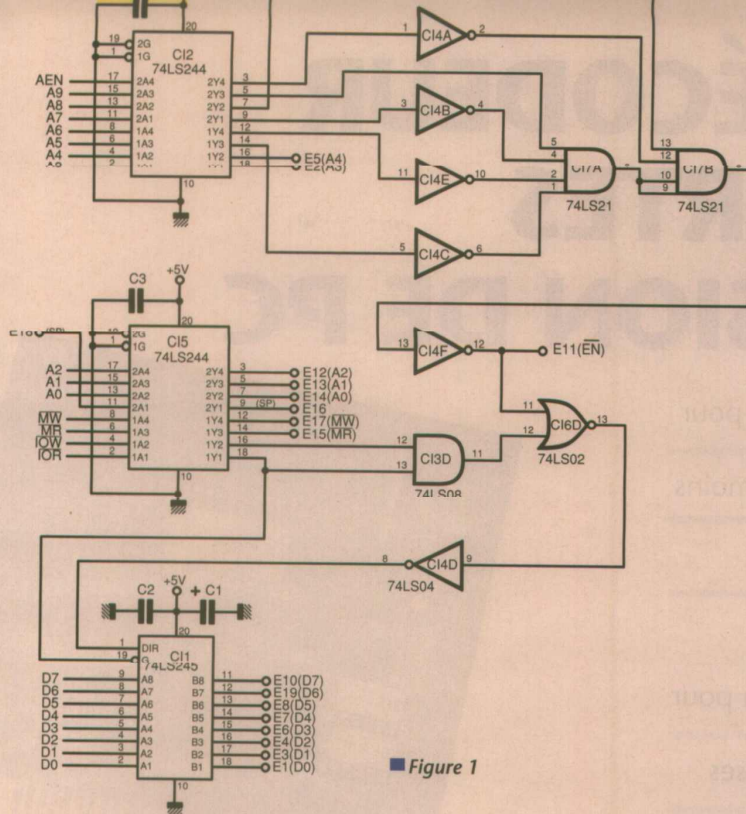 20
19 2G
1 1G
CI2
74LS244
AEN 17 2A4 2Y4 3
A9 15 2A3 2Y3 5
A8 13 2A2 2Y2 7
A7 11 2A1 2Y1 9
A6 8 1A4 1Y4 12
A5 6 1A3 1Y3 14
A4 4 1A2 1Y2 16 E5(A4)
2 18 E2(A3)
10
1 CI4A 2
3 CI4B 4
11 CI4E 10
5 CI4C 6
5
4
2
1
CI7A
74LS21
13
12
10
9
CI7B
74LS21
C3
+5V
20
2G
1 1G
CI5
74LS244
A2 17 2A4 2Y4 3 E12(A2)
A1 15 2A3 2Y3 5 E13(A1)
A0 13 2A2 2Y2 7 E14(A0)
11 2A1 2Y1 9 (SP) E16
MW 8 1A4 1Y4 12 E17(MW)
MR 6 1A3 1Y3 14 E15(MR)
IOW 4 1A2 1Y2 16
IOR 2 1A1 1Y1 18
10
13 CI4F 12 E11(EN)
11
12
CI6D 13
74LS02
12
13
CI3D 11
74LS08
8 CI4D 9
74LS04
C2 +5V + C1
20
1 DIR
19 G
CI1
74LS245
D7 9 A8 B8 11 E10(D7)
D6 8 A7 B7 12 E19(D6)
D5 7 A6 B6 13 E8(D5)
D4 6 A5 B5 14 E7(D4)
D3 5 A4 B4 15 E6(D3)
D2 4 A3 B3 16 E4(D2)
D1 3 A2 B2 17 E3(D1)
D0 2 A1 B1 18 E1(D0)
10
Figure 1